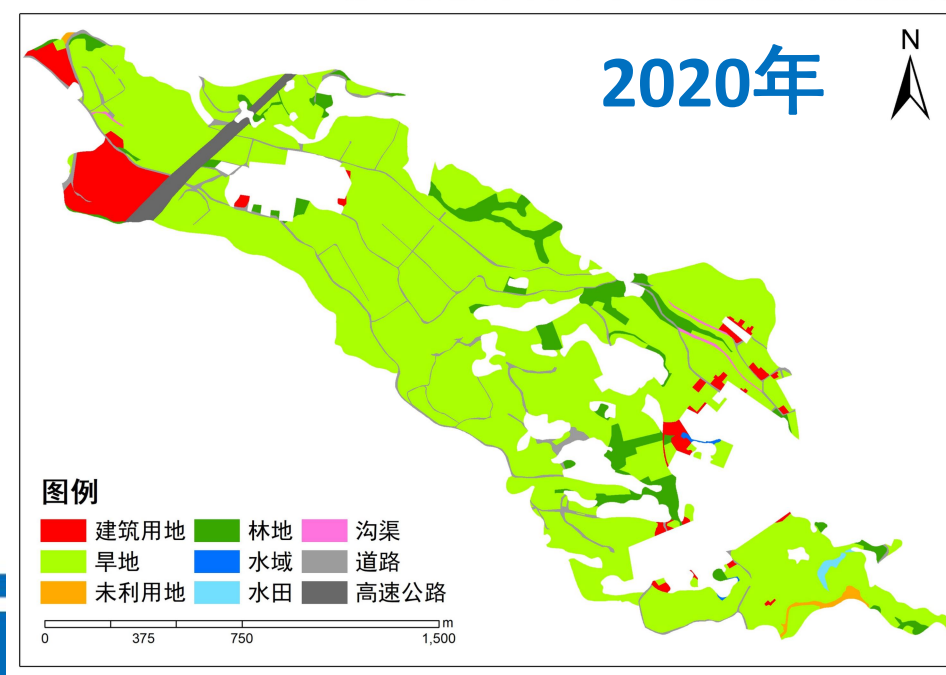 2020年
N
图例
建筑用地 林地 沟渠
旱地 水域 道路
未利用地 水田 高速公路
m
0 375 750 1,500